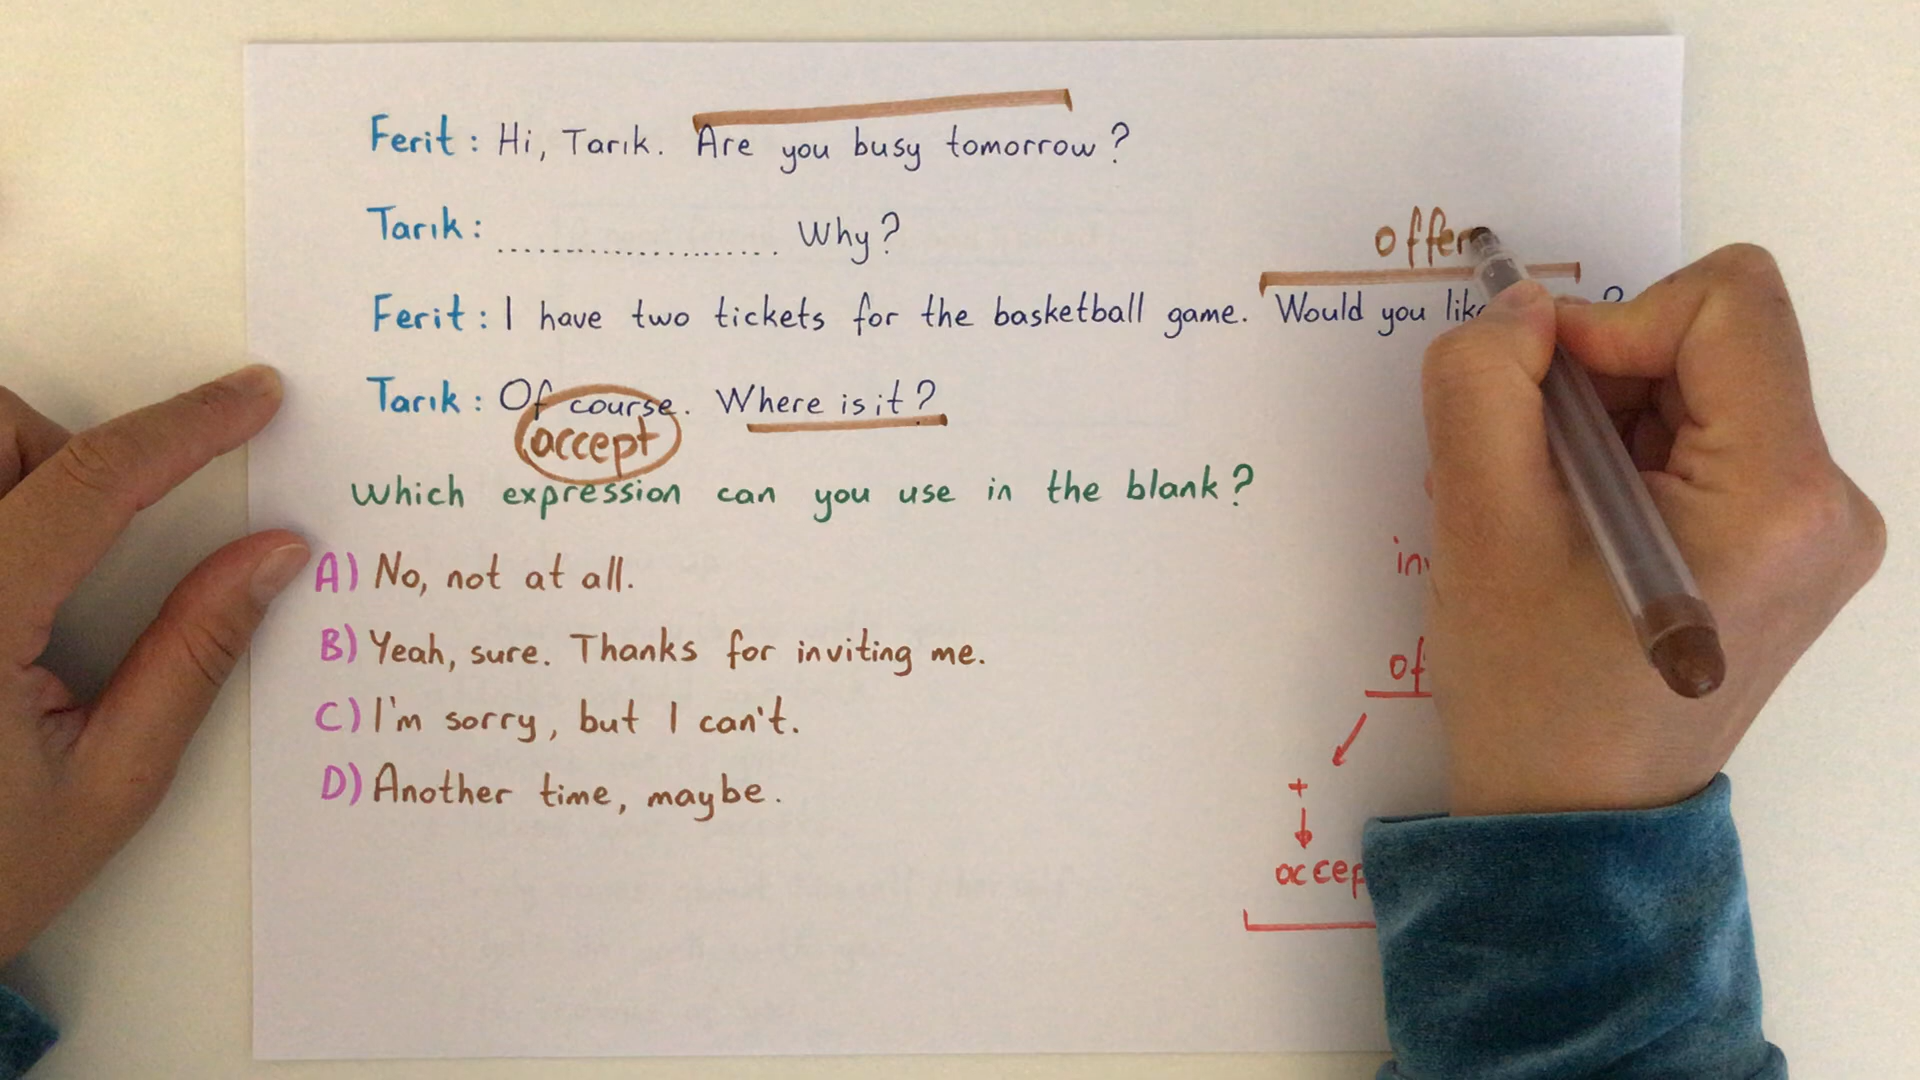 Ferit : Hi, Tarık. Are you busy tomorrow?
Tarık : ...................... Why?
offer
Ferit : I have two tickets for the basketball game. Would you like ?
Tarık : Of course. Where is it?
accept
Which expression can you use in the blank?
A) No, not at all.
B) Yeah, sure. Thanks for inviting me.
C) I'm sorry, but I can't.
D) Another time, maybe.
+